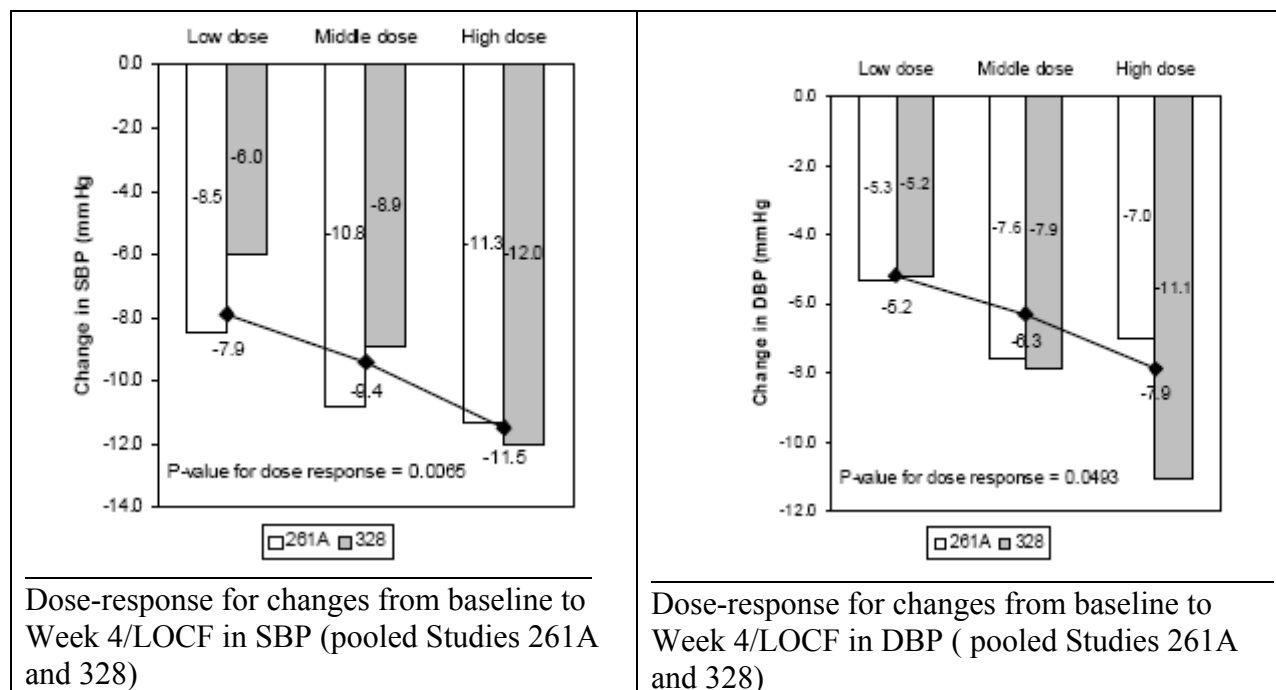 Low dose Middle dose High dose
0.0
-2.0
-4.0
-6.0
-8.0
-10.0
-12.0
-14.0
Change in SBP (mmHg)
-8.5
-6.0
-10.8
-8.9
-11.3
-12.0
-7.9
-9.4
-11.5
P-value for dose response = 0.0065
261A 328
Dose-response for changes from baseline to
Week 4/LOCF in SBP (pooled Studies 261A
and 328)
Low dose Middle dose High dose
0.0
-2.0
-4.0
-6.0
-8.0
-10.0
-12.0
Change in DBP (mmHg)
-5.3
-5.2
-7.6
-7.9
-7.0
-11.1
-5.2
-6.3
-7.9
P-value for dose response = 0.0493
261A 328
Dose-response for changes from baseline to
Week 4/LOCF in DBP ( pooled Studies 261A
and 328)